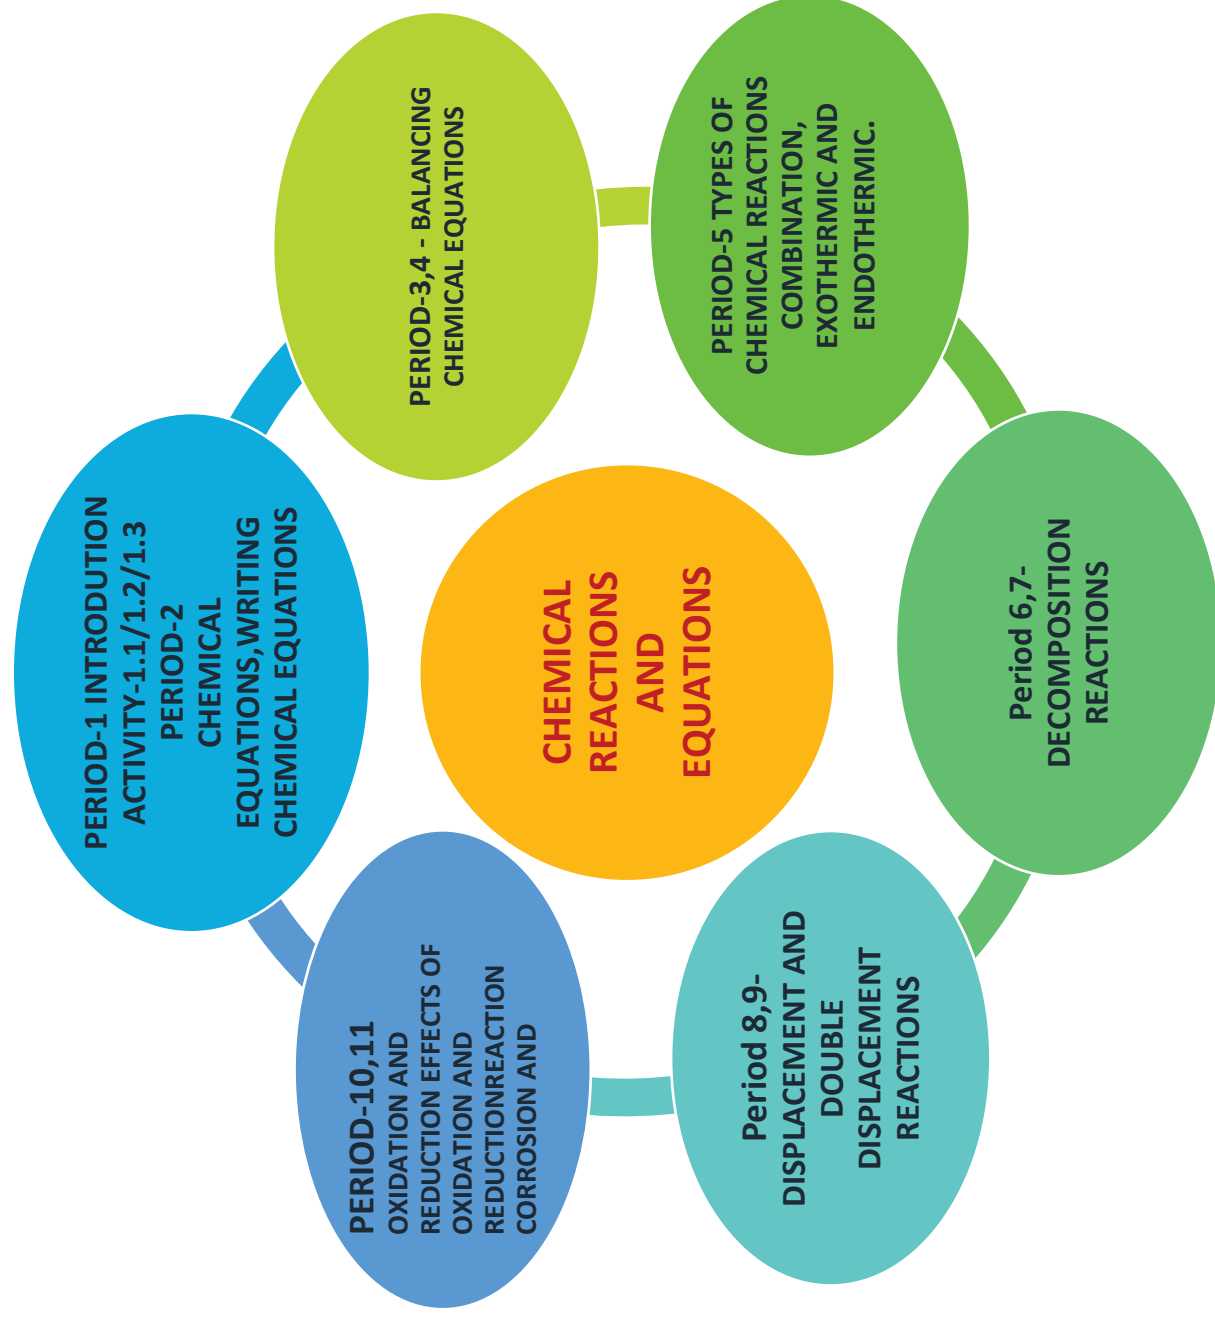 CHEMICAL
REACTIONS
AND
EQUATIONS
PERIOD-1 INTRODUTION
ACTIVITY-1.1/1.2/1.3
PERIOD-2
CHEMICAL
EQUATIONS,WRITING
CHEMICAL EQUATIONS
PERIOD-3,4 - BALANCING
CHEMICAL EQUATIONS
PERIOD-5 TYPES OF
CHEMICAL REACTIONS
COMBINATION,
EXOTHERMIC AND
ENDOTHERMIC.
Period 6,7-
DECOMPOSITION
REACTIONS
Period 8,9-
DISPLACEMENT AND
DOUBLE
DISPLACEMENT
REACTIONS
PERIOD-10,11
OXIDATION AND
REDUCTION EFFECTS OF
OXIDATION AND
REDUCTIONREACTION
CORROSION AND